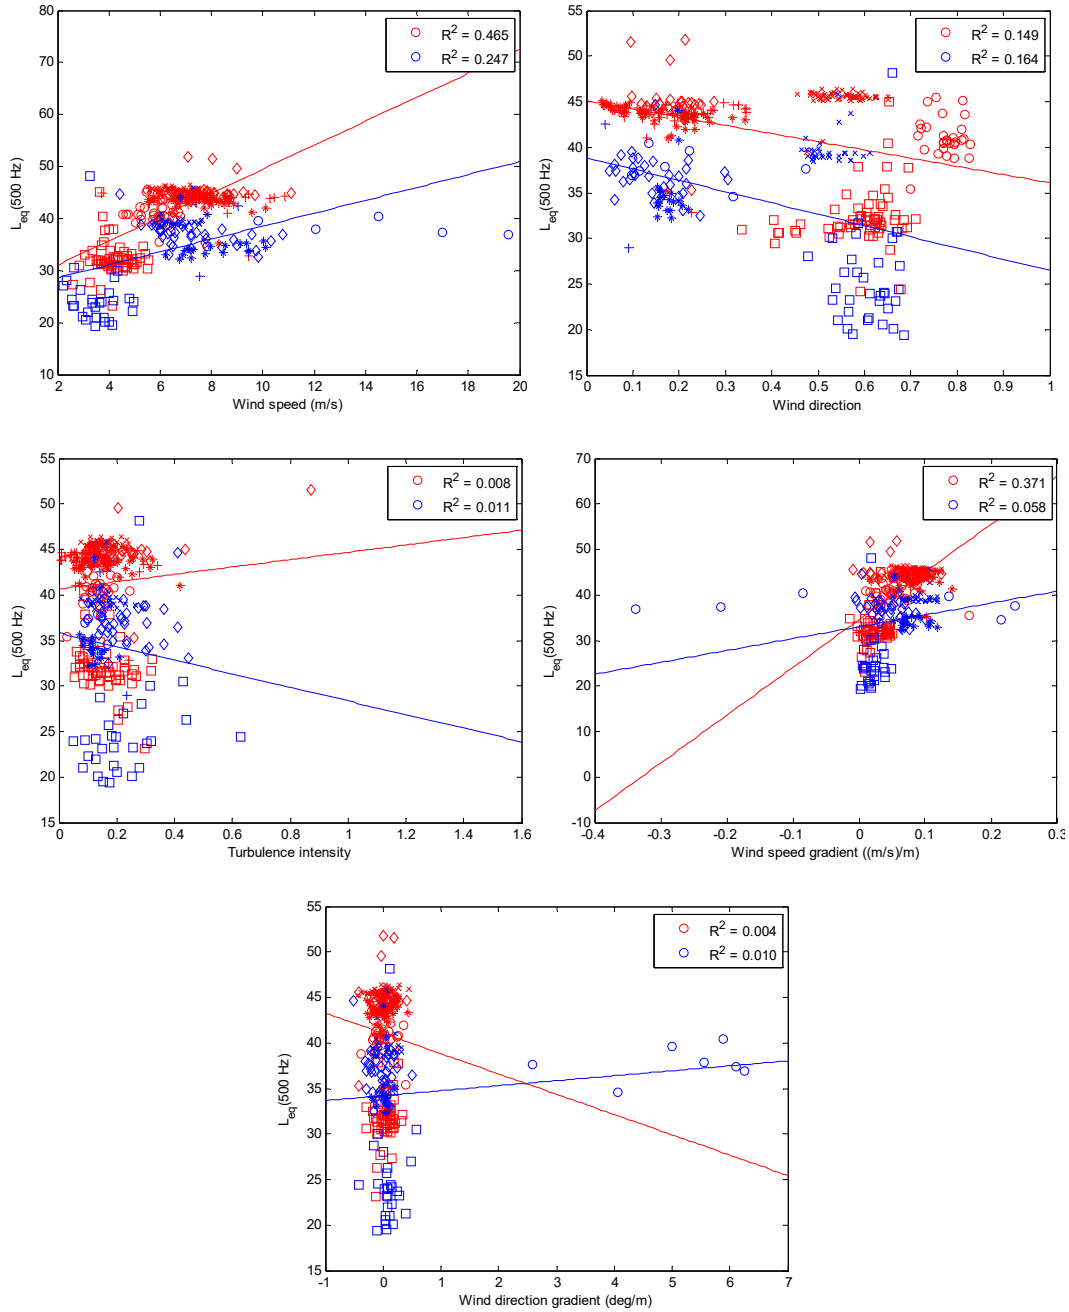 80
70
60
50
40
30
20
10
L_eq(500 Hz)
R^2 = 0.465
R^2 = 0.247
2 4 6 8 10 12 14 16 18 20
Wind speed (m/s)
55
50
45
40
35
30
25
20
15
L_eq(500 Hz)
R^2 = 0.149
R^2 = 0.164
0 0.1 0.2 0.3 0.4 0.5 0.6 0.7 0.8 0.9 1
Wind direction
55
50
45
40
35
30
25
20
15
L_eq(500 Hz)
R^2 = 0.008
R^2 = 0.011
0 0.2 0.4 0.6 0.8 1 1.2 1.4 1.6
Turbulence intensity
70
60
50
40
30
20
10
0
-10
L_eq(500 Hz)
R^2 = 0.371
R^2 = 0.058
-0.4 -0.3 -0.2 -0.1 0 0.1 0.2 0.3
Wind speed gradient ((m/s)/m)
55
50
45
40
35
30
25
20
15
L_eq(500 Hz)
R^2 = 0.004
R^2 = 0.010
-1 0 1 2 3 4 5 6 7
Wind direction gradient (deg/m)